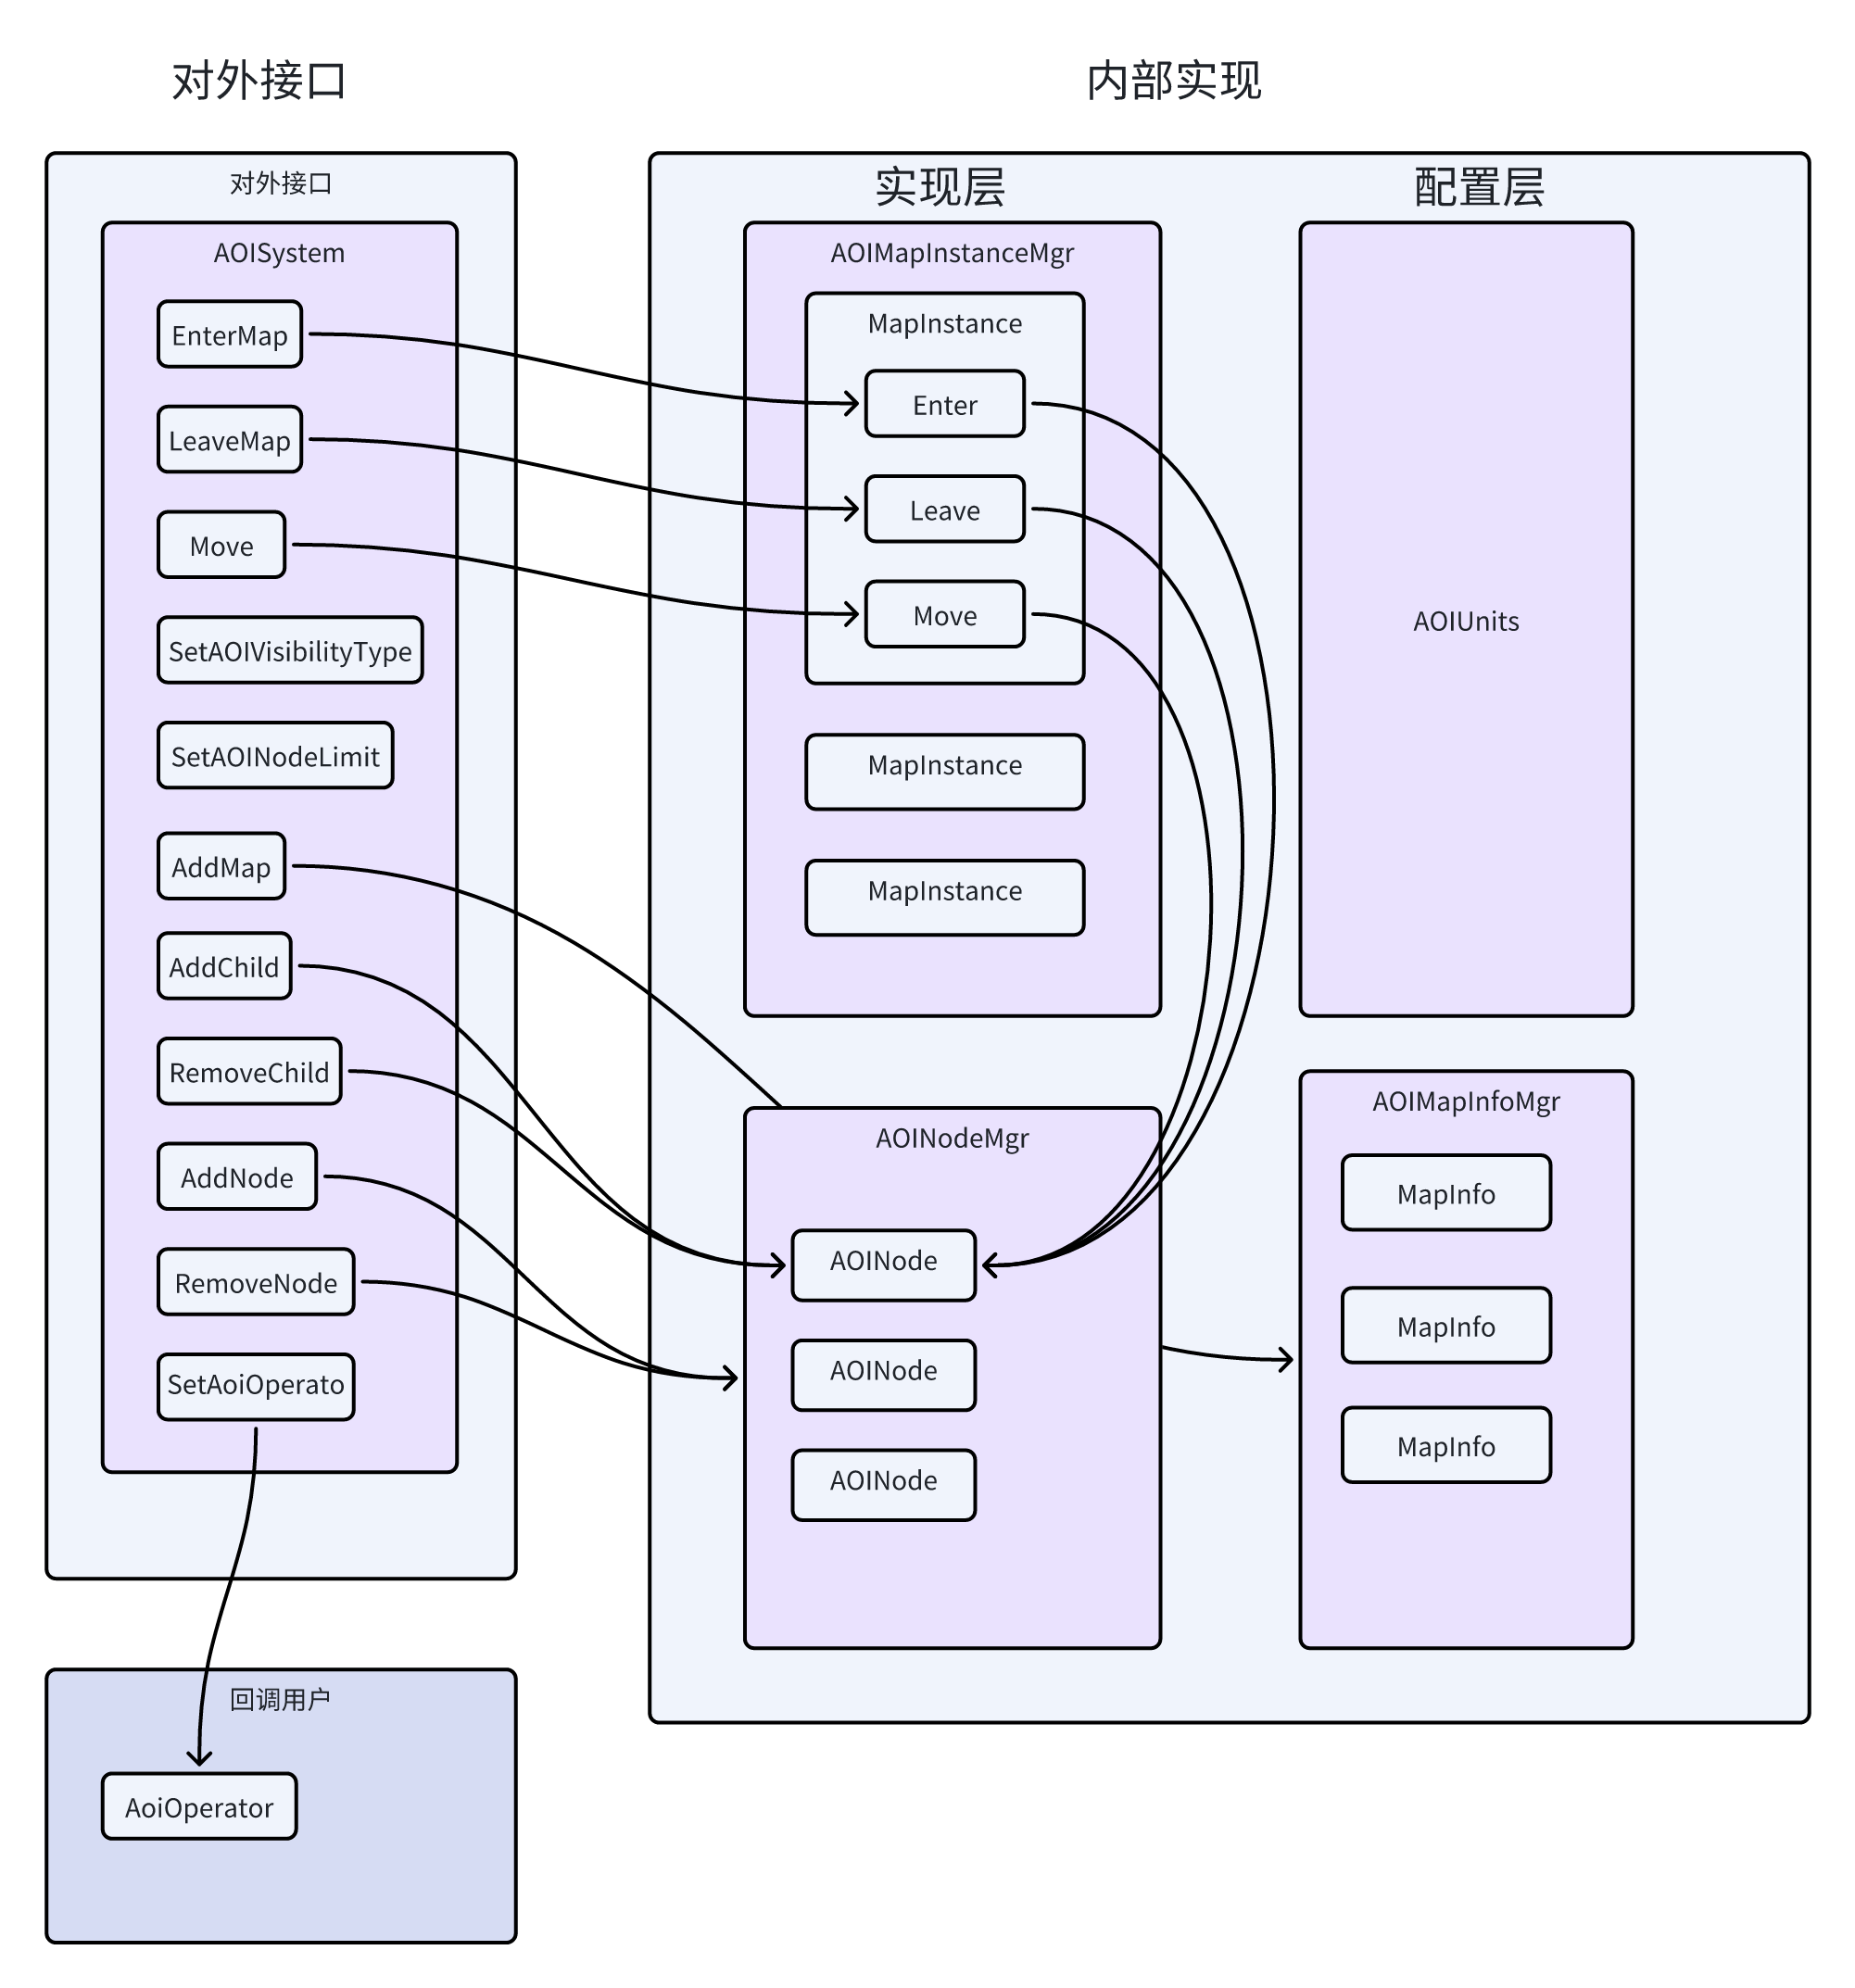 对外接口
内部实现
对外接口
AOISystem
EnterMap
LeaveMap
Move
SetAOIVisibilityType
SetAOINodeLimit
AddMap
AddChild
RemoveChild
AddNode
RemoveNode
SetAoiOperato
回调用户
AoiOperator
实现层
AOIMapInstanceMgr
MapInstance
Enter
Leave
Move
MapInstance
MapInstance
AOINodeMgr
AOINode
AOINode
AOINode
配置层
AOIUnits
AOIMapInfoMgr
MapInfo
MapInfo
MapInfo